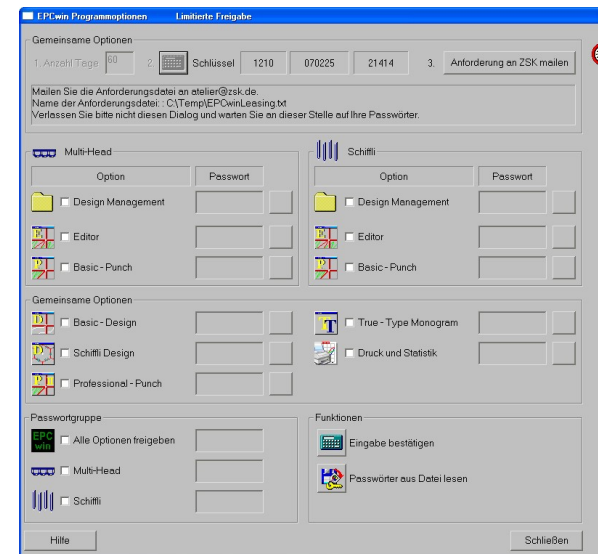 EPCwin Programmoptionen Limitierte Freigabe
Gemeinsame Optionen
1. Anzahl Tage 60 2. Schlüssel 1210 070225 21414 3. Anforderung an ZSK mailen
Mailen Sie die Anforderungsdatei an atelier@zsk.de.
Name der Anforderungsdatei: : C:\Temp\EPCwinLeasing.txt
Verlassen Sie bitte nicht diesen Dialog und warten Sie an dieser Stelle auf Ihre Passwörter.
Multi-Head
Option Passwort
Design Management
Editor
Basic - Punch
Schiffli
Option Passwort
Design Management
Editor
Basic - Punch
Gemeinsame Optionen
Basic - Design
Schiffli Design
Professional - Punch
True - Type Monogram
Druck und Statistik
Passwortgruppe
EPC
win
Alle Optionen freigeben
Multi-Head
Schiffli
Funktionen
Eingabe bestätigen
Passwörter aus Datei lesen
Hilfe Schließen